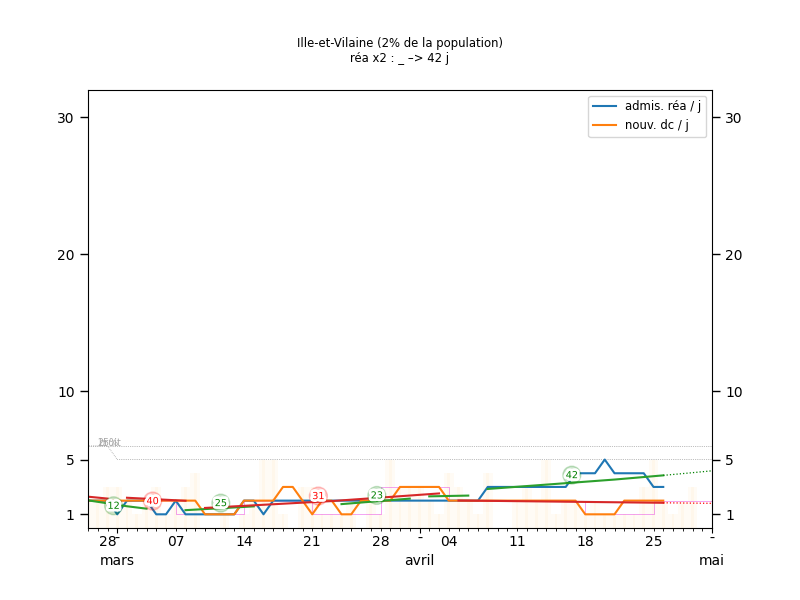 Ille-et-Vilaine (2% de la population)
réa x2 : _ –> 42 j
admis. réa / j
nouv. dc / j
30 30
20 20
10 10
5 5
1 1
12 40 25 31 23 42
28 - 07 14 21 28 - 04 11 18 25 -
mars avril mai